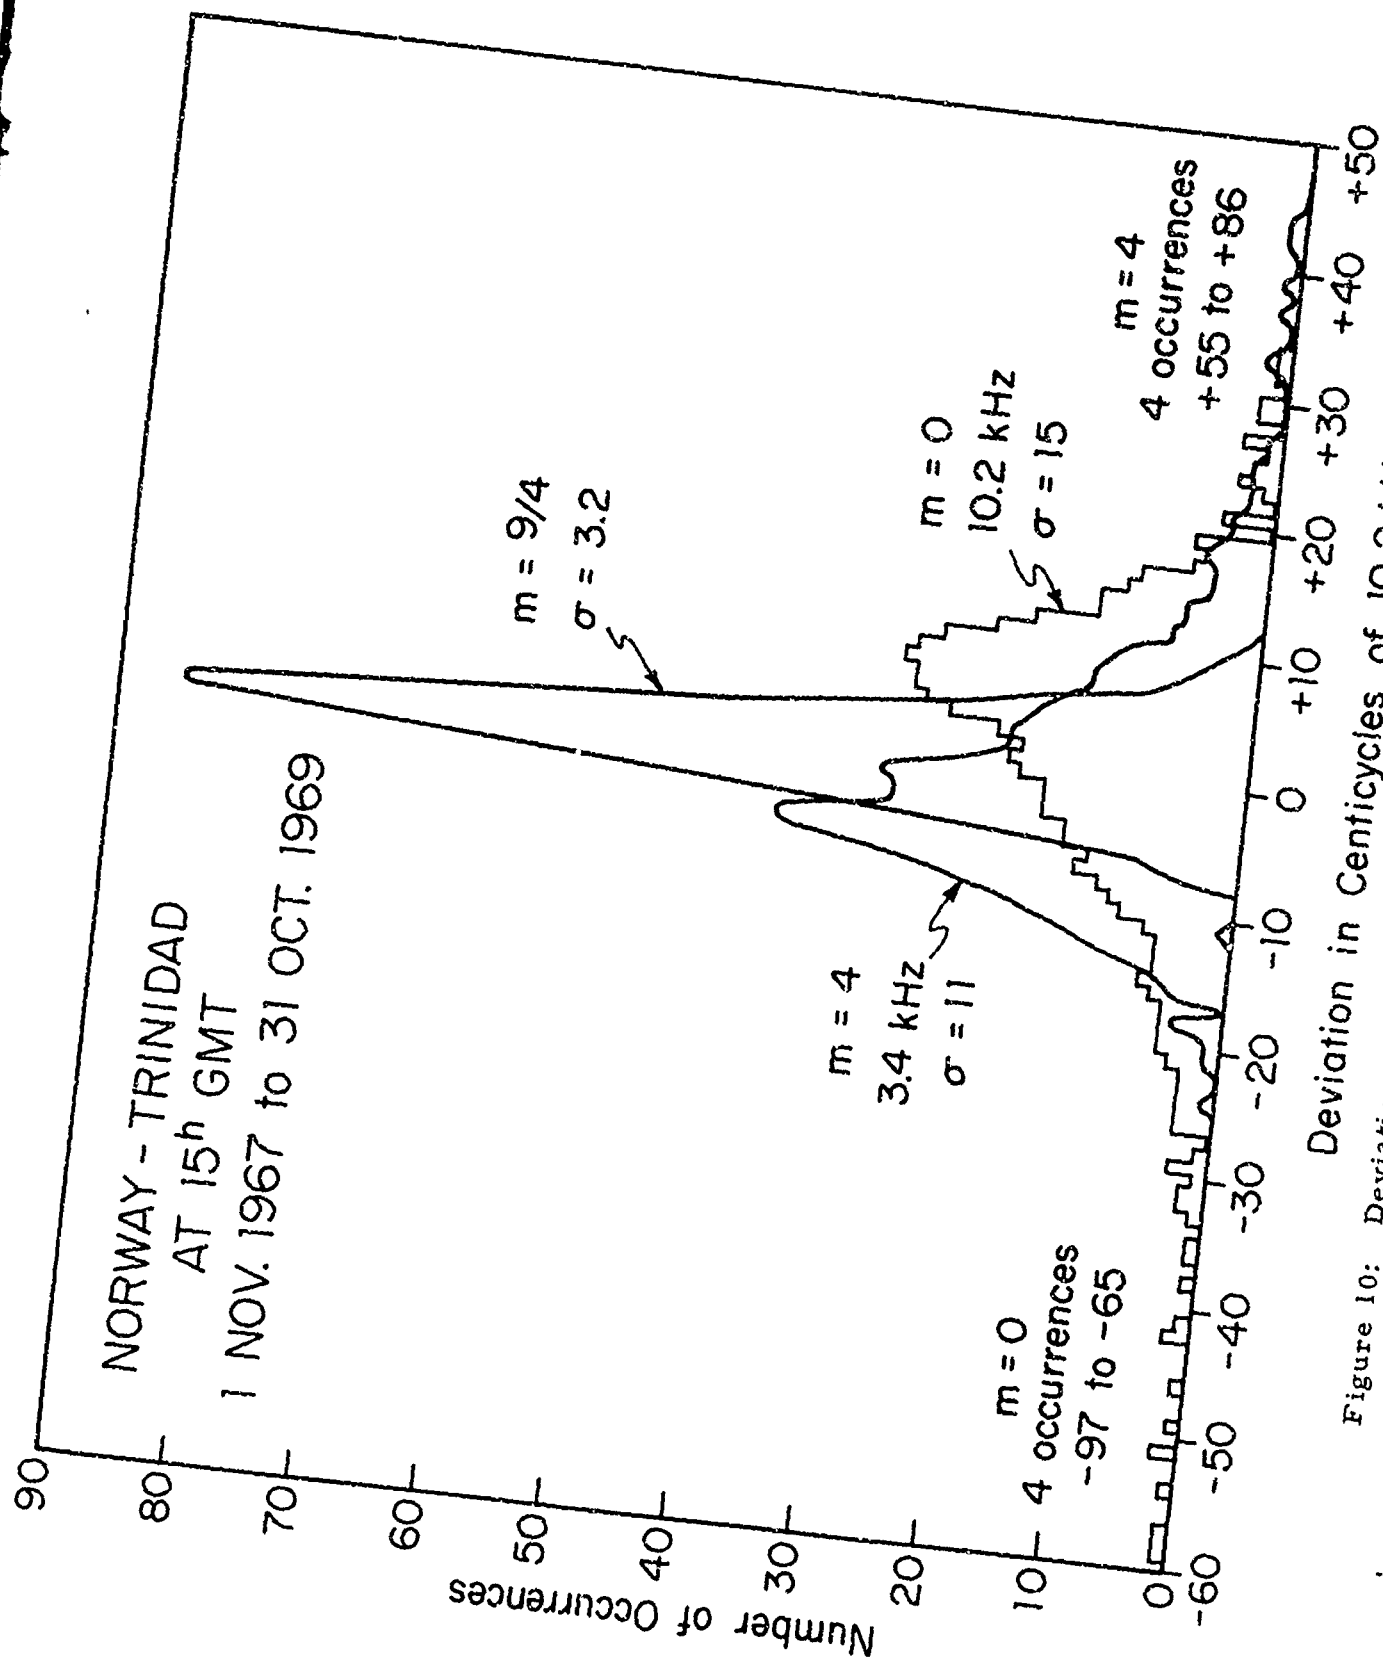 NORWAY - TRINIDAD
AT 15ʰ GMT
1 NOV. 1967 to 31 OCT. 1969
m = 9/4
σ = 3.2
m = 0
10.2 kHz
σ = 15
m = 4
3.4 kHz
σ = 11
m = 4
4 occurrences
+55 to +86
m = 0
4 occurrences
-97 to -65
Number of Occurrences
90
80
70
60
50
40
30
20
10
0
-60
-50
-40
-30
-20
-10
0
+10
+20
+30
+40
+50
Deviation in Centicycles of 10.2
Figure 10: